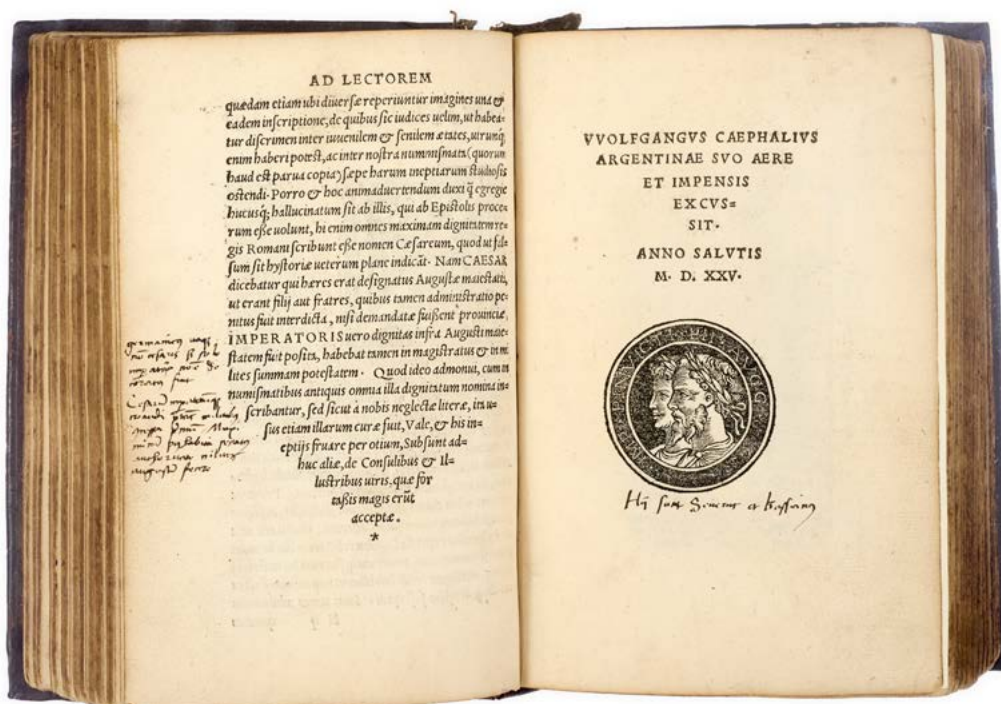 AD LECTOREM
quædam etiam ubi diuersæ reperiuntur imagines una &
eadem inscriptione, de quibus sic iudices uelim, ut habea-
tur discrimen inter iuuenilem & senilem ætates, utrunq;
enim haberi potest, ac inter nostra numismata (quorum
haud est parua copia) sæpe harum ineptiarum studiosis
ostendi. Porro & hoc animaduertendum duxi q̃ egregie
hucusq; hallucinatum sit ab illis, qui ab Epistolis proce-
rum esse uolunt, hi enim omnes maximam dignitatem re-
gis Romani scribunt esse nomen Cæsareum, quod ut fal-
sum sit hystoriæ ueterum plane indicãt. Nam CAESAR
dicebatur qui hæres erat designatus Augustæ maiestati,
ut erant filij aut fratres, quibus tamen administratio pe-
nitus fuit interdicta, nisi demandatæ fuissent prouinciæ,
IMPERATORIS uero dignitas infra Augusti maie-
statem fuit posita, habebat tamen in magistratus & in mi
lites summam potestatem. Quod ideo admonui, cum in
numismatibus antiquis omnia illa dignitatum nomina in-
scribantur, sed sicut à nobis neglectæ literæ, ita u-
sus etiam illarum curæ fuit, Vale, & his in-
eptijs fruare per otium, Subsunt ad-
huc aliæ, de Consulibus & Il-
lustribus uiris, quæ for
tassis magis erũt
acceptæ.
*
VVOLFGANGVS CAEPHALIVS
ARGENTINAE SVO AERE
ET IMPENSIS
EXCVS=
SIT.
ANNO SALVTIS
M. D. XXV.
Hij sunt Seuerus et